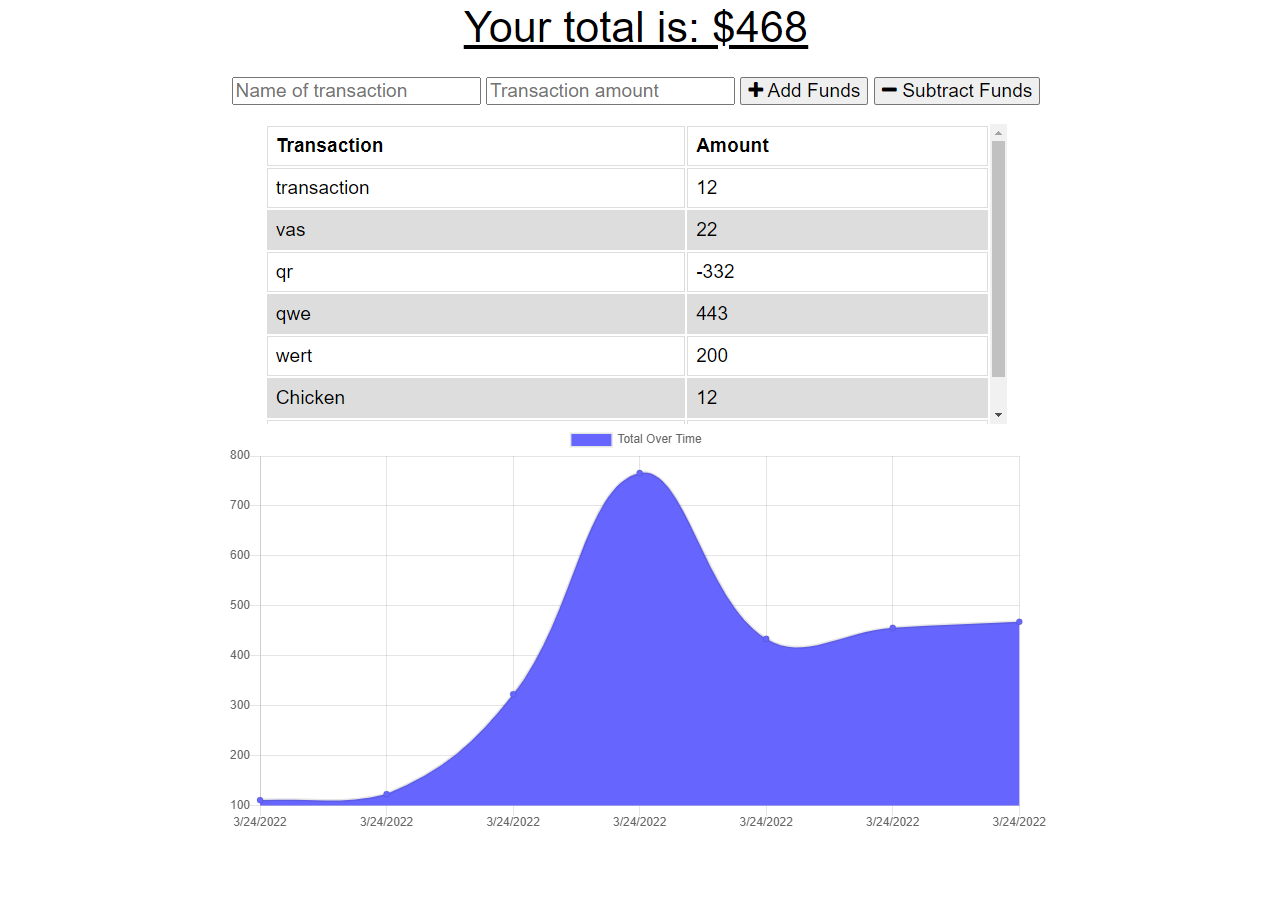 Your total is: $468
Name of transaction Transaction amount Add Funds Subtract Funds
Transaction Amount
transaction 12
vas 22
qr -332
qwe 443
wert 200
Chicken 12
Total Over Time
800
700
600
500
400
300
200
100
3/24/2022 3/24/2022 3/24/2022 3/24/2022 3/24/2022 3/24/2022 3/24/2022